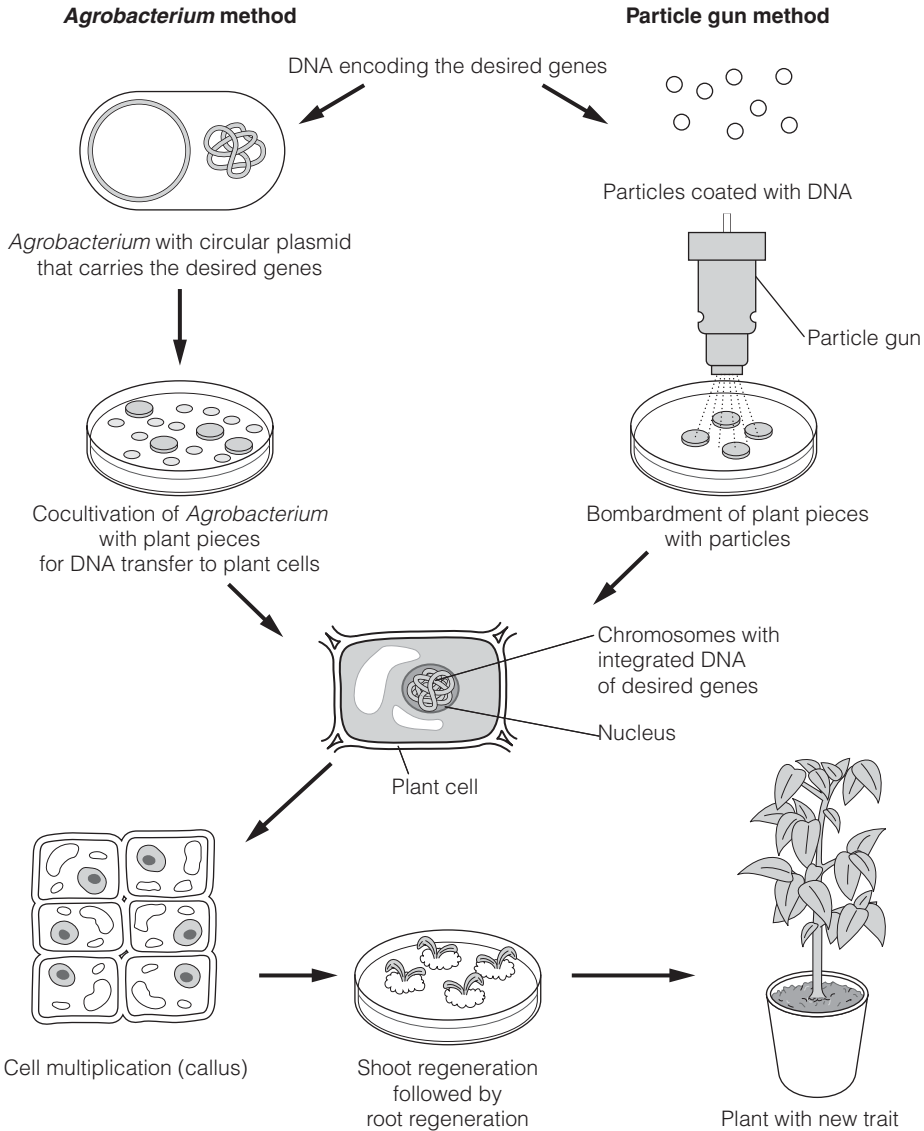 Agrobacterium method
Particle gun method
DNA encoding the desired genes
Particles coated with DNA
Agrobacterium with circular plasmid
that carries the desired genes
Particle gun
Cocultivation of Agrobacterium
with plant pieces
for DNA transfer to plant cells
Bombardment of plant pieces
with particles
Chromosomes with
integrated DNA
of desired genes
Nucleus
Plant cell
Cell multiplication (callus)
Shoot regeneration
followed by
root regeneration
Plant with new trait